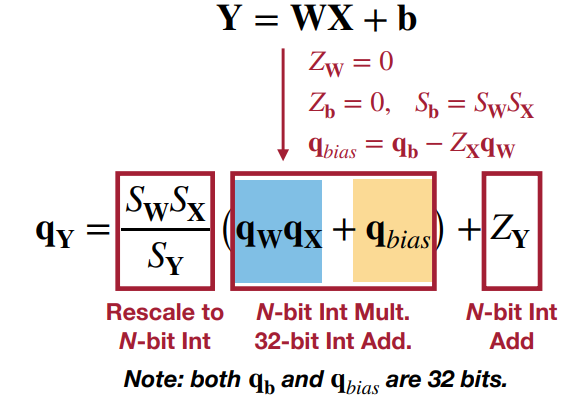 Y = WX + b
Z_W = 0
Z_b = 0, S_b = S_W S_X
q_bias = q_b − Z_X q_W
q_Y = S_W S_X / S_Y (q_W q_X + q_bias) + Z_Y
Rescale to N-bit Int
N-bit Int Mult.
32-bit Int Add.
N-bit Int Add
Note: both q_b and q_bias are 32 bits.